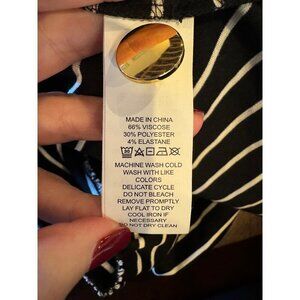 MADE IN CHINA
66% VISCOSE
30% POLYESTER
4% ELASTANE
MACHINE WASH COLD
WASH WITH LIKE
COLORS
DELICATE CYCLE
DO NOT BLEACH
REMOVE PROMPTLY
LAY FLAT TO DRY
COOL IRON IF
NECESSARY
DO NOT DRY CLEAN